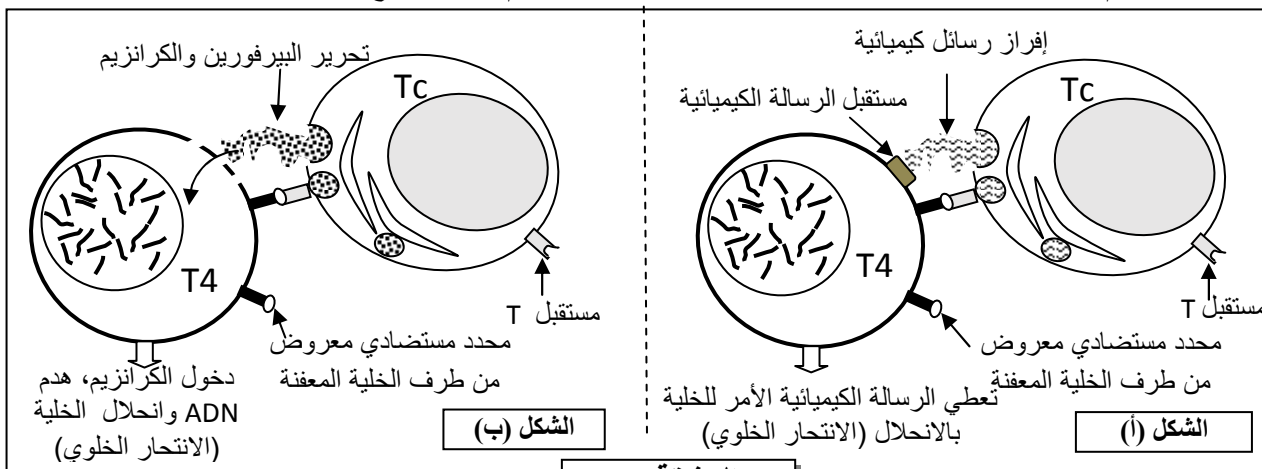 إفراز رسائل كيميائية
مستقبل الرسالة الكيميائية
Tc
T4
مستقبل T
محدد مستضادي معروض
من طرف الخلية المعفنة
تعطي الرسالة الكيميائية الأمر للخلية
بالانحلال (الانتحار الخلوي)
الشكل (أ)
تحرير البيرفورين والكرانزيم
Tc
T4
مستقبل T
محدد مستضادي معروض
من طرف الخلية المعفنة
دخول الكرانزيم، هدم
ADN وانحلال الخلية
(الانتحار الخلوي)
الشكل (ب)